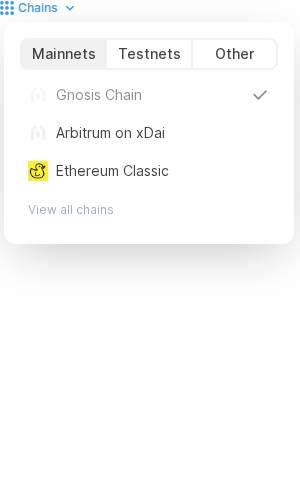 Chains
Mainnets Testnets Other
Gnosis Chain
Arbitrum on xDai
Ethereum Classic
View all chains